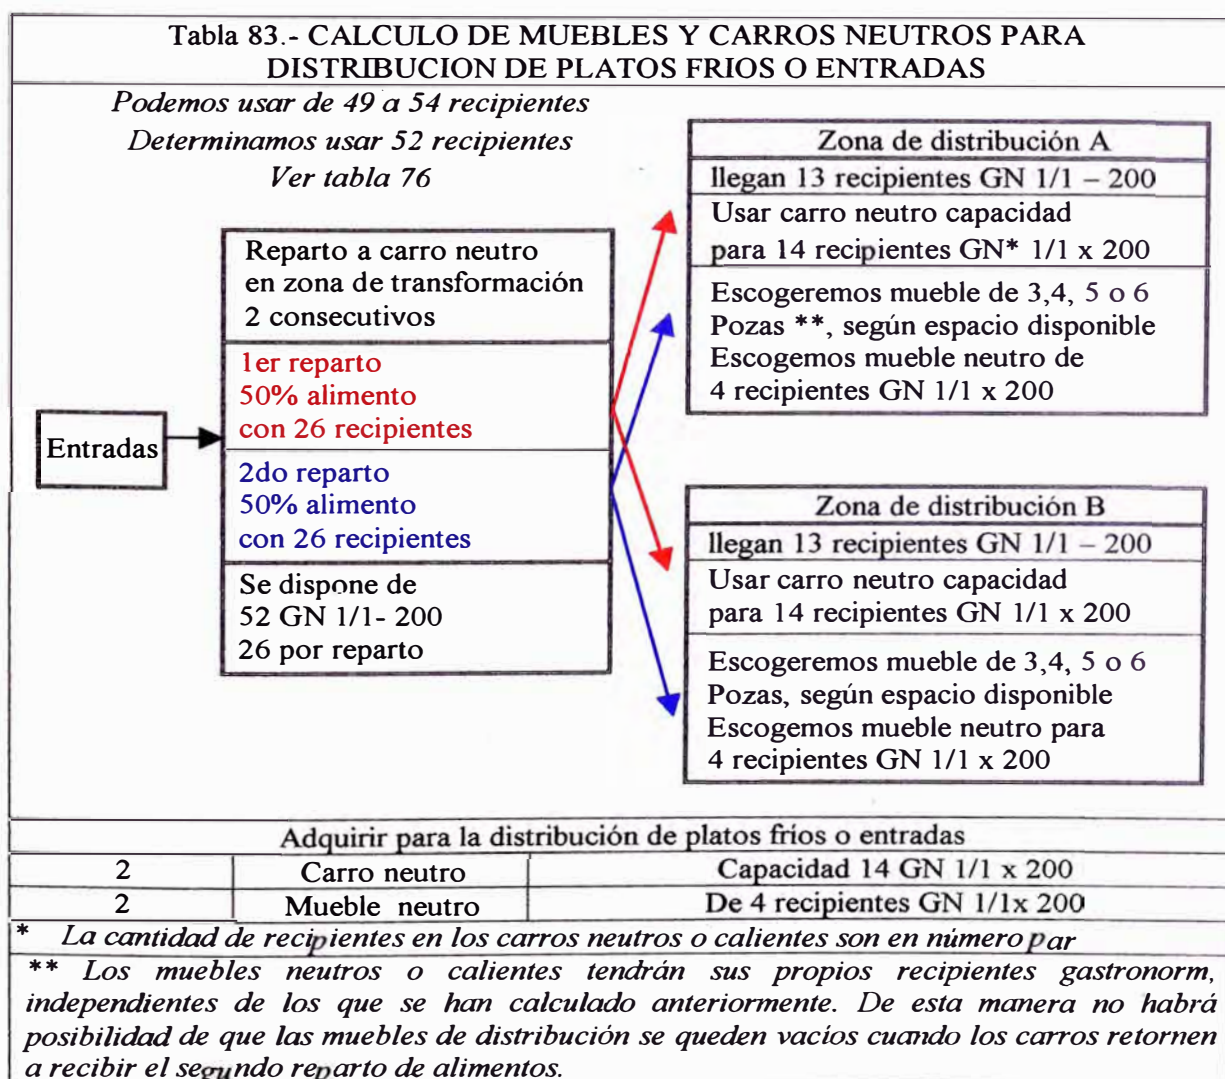 Tabla 83.- CALCULO DE MUEBLES Y CARROS NEUTROS PARA
DISTRIBUCION DE PLATOS FRIOS O ENTRADAS
Podemos usar de 49 a 54 recipientes
Determinamos usar 52 recipientes
Ver tabla 76
Entradas
Reparto a carro neutro
en zona de transformación
2 consecutivos
1er reparto
50% alimento
con 26 recipientes
2do reparto
50% alimento
con 26 recipientes
Se dispone de
52 GN 1/1- 200
26 por reparto
Zona de distribución A
llegan 13 recipientes GN 1/1 – 200
Usar carro neutro capacidad
para 14 recipientes GN* 1/1 x 200
Escogeremos mueble de 3,4, 5 o 6
Pozas **, según espacio disponible
Escogemos mueble neutro de
4 recipientes GN 1/1 x 200
Zona de distribución B
llegan 13 recipientes GN 1/1 – 200
Usar carro neutro capacidad
para 14 recipientes GN 1/1 x 200
Escogeremos mueble de 3,4, 5 o 6
Pozas, según espacio disponible
Escogemos mueble neutro para
4 recipientes GN 1/1 x 200
Adquirir para la distribución de platos fríos o entradas
2 Carro neutro Capacidad 14 GN 1/1 x 200
2 Mueble neutro De 4 recipientes GN 1/1x 200
* La cantidad de recipientes en los carros neutros o calientes son en número par
** Los muebles neutros o calientes tendrán sus propios recipientes gastronorm,
independientes de los que se han calculado anteriormente. De esta manera no habrá
posibilidad de que las muebles de distribución se queden vacíos cuando los carros retornen
a recibir el segundo reparto de alimentos.